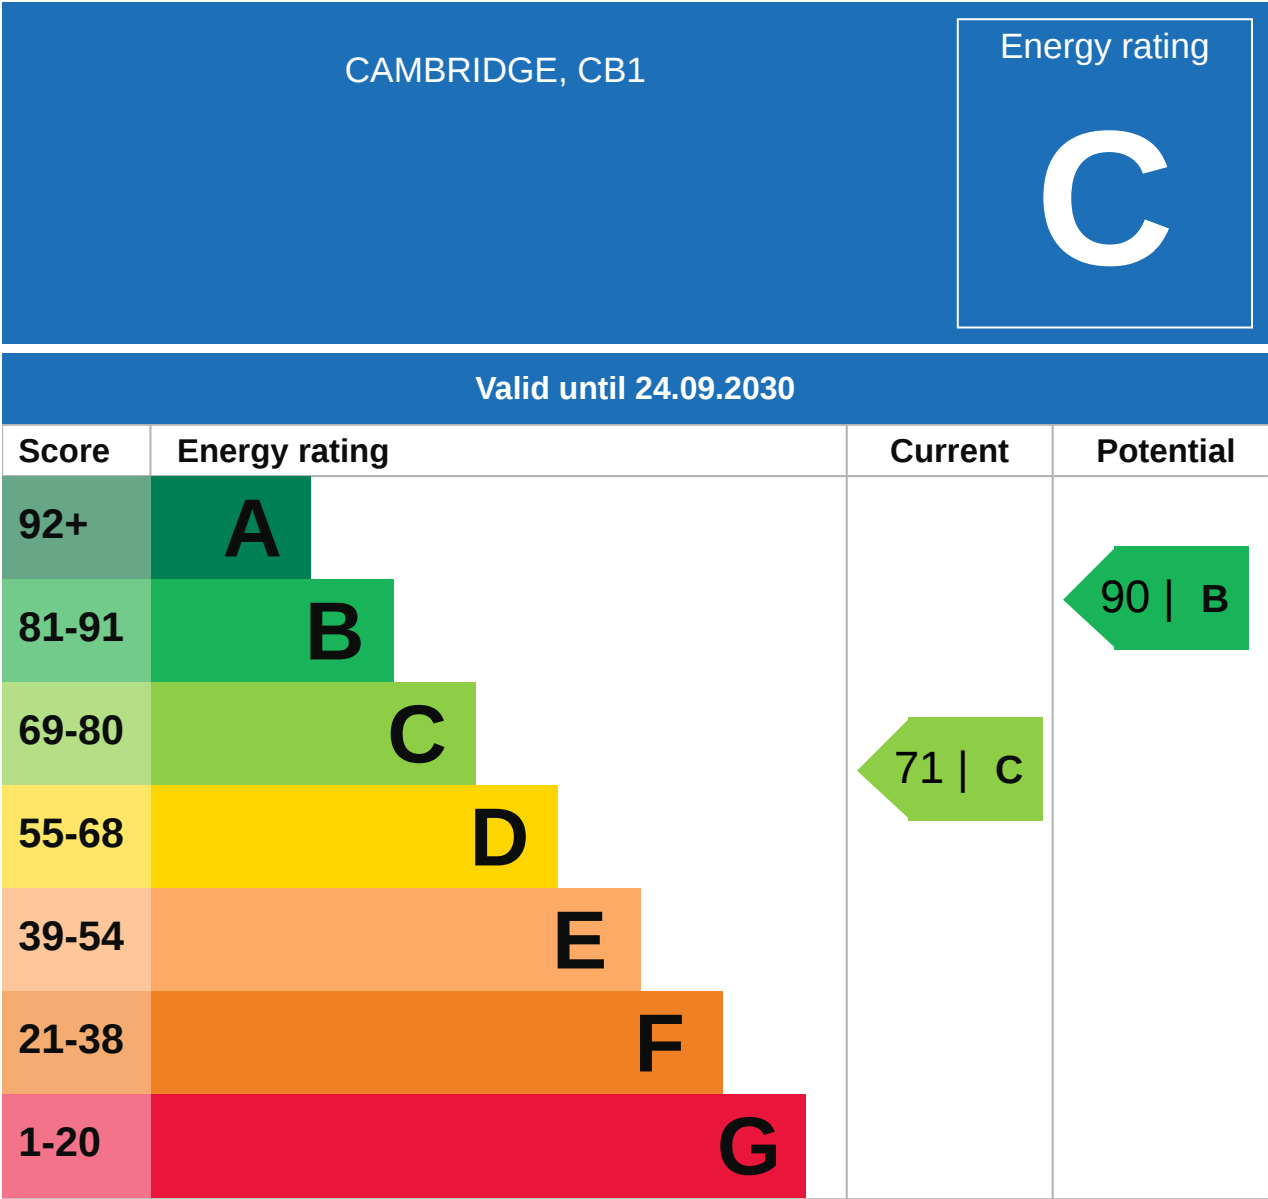 CAMBRIDGE, CB1
Energy rating
C
Valid until 24.09.2030
Score Energy rating Current Potential
92+ A
81-91 B
90 | B
69-80 C
71 | C
55-68 D
39-54 E
21-38 F
1-20 G